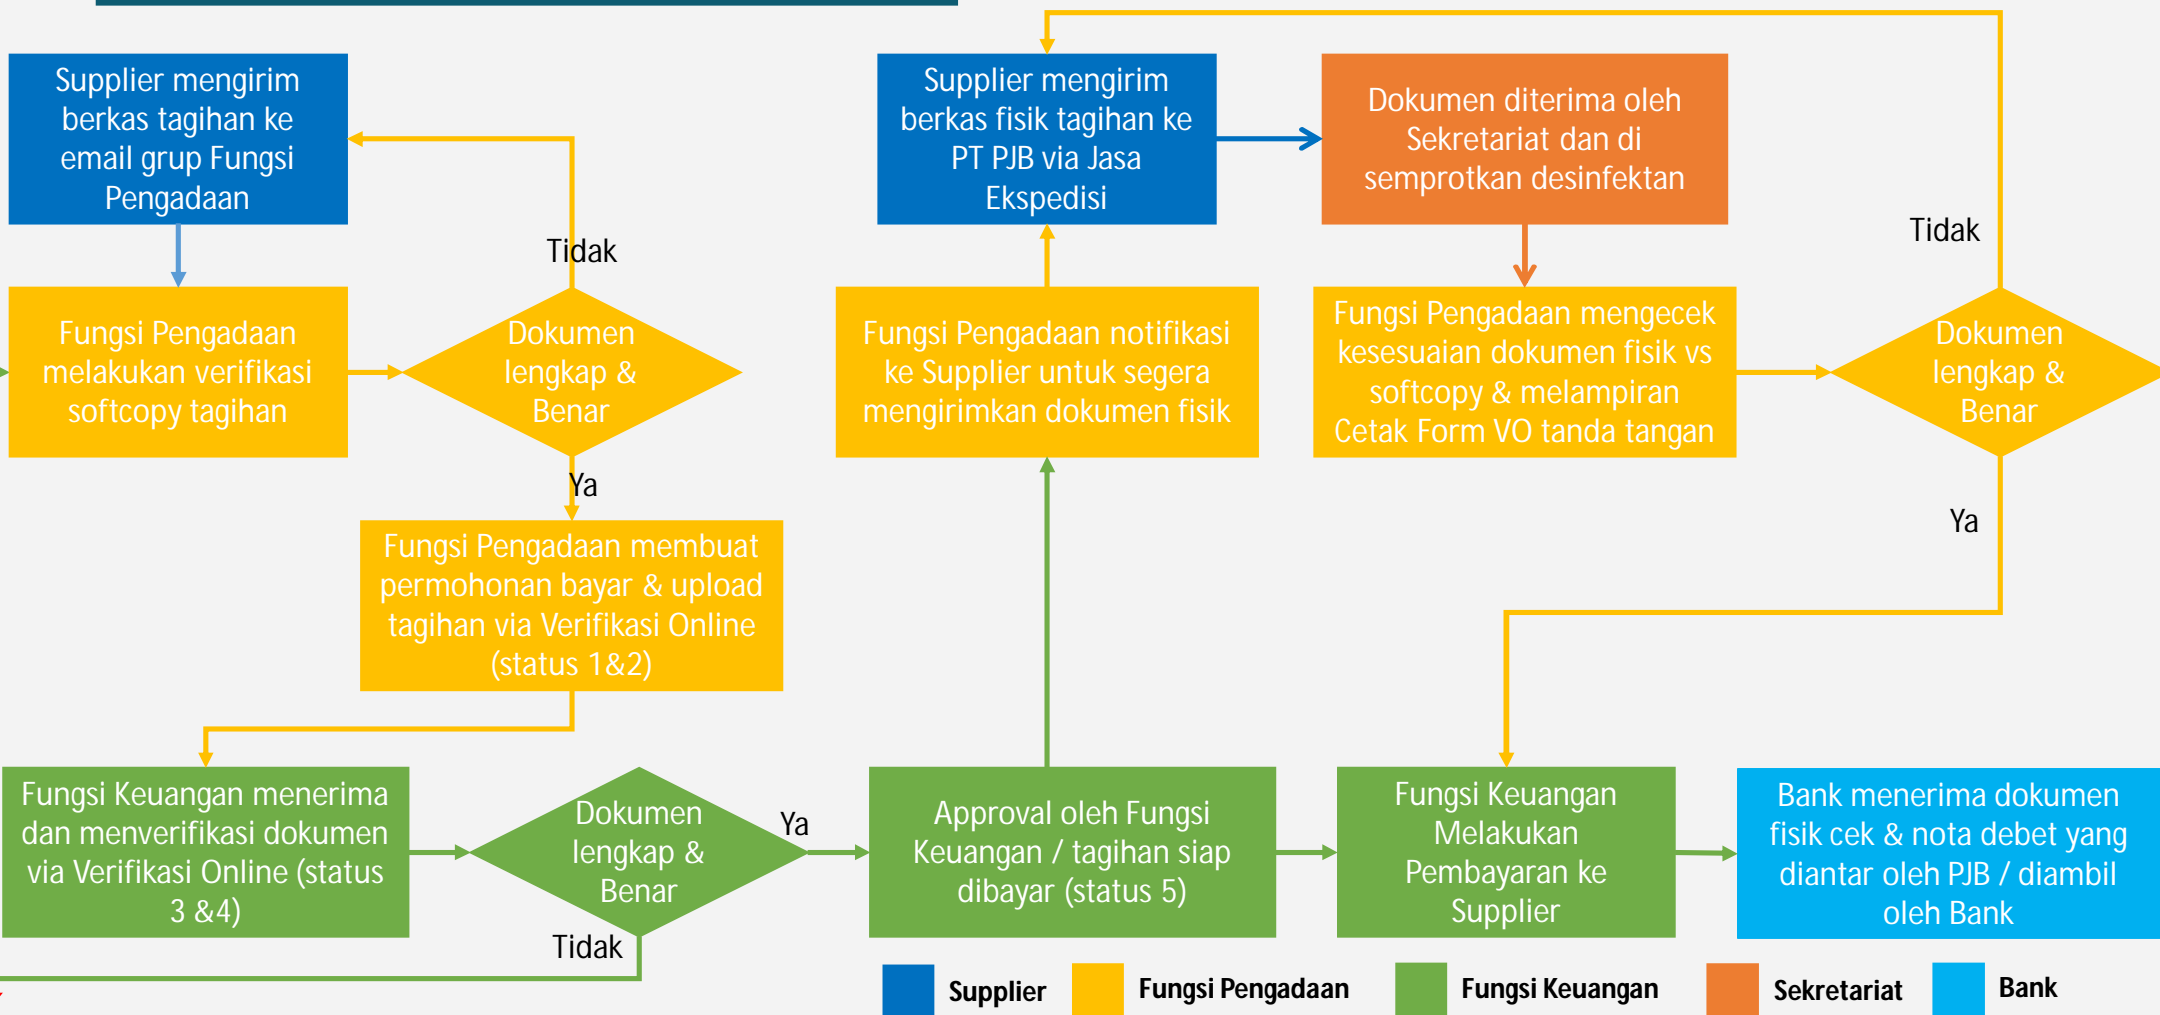 Supplier mengirim
berkas tagihan ke
email grup Fungsi
Pengadaan
Tidak
Fungsi Pengadaan
melakukan verifikasi
softcopy tagihan
Dokumen
lengkap &
Benar
Ya
Fungsi Pengadaan membuat
permohonan bayar & upload
tagihan via Verifikasi Online
(status 1&2)
Fungsi Keuangan menerima
dan menverifikasi dokumen
via Verifikasi Online (status
3 &4)
Dokumen
lengkap &
Benar
Ya
Tidak
Approval oleh Fungsi
Keuangan / tagihan siap
dibayar (status 5)
Fungsi Pengadaan notifikasi
ke Supplier untuk segera
mengirimkan dokumen fisik
Supplier mengirim
berkas fisik tagihan ke
PT PJB via Jasa
Ekspedisi
Dokumen diterima oleh
Sekretariat dan di
semprotkan desinfektan
Fungsi Pengadaan mengecek
kesesuaian dokumen fisik vs
softcopy & melampiran
Cetak Form VO tanda tangan
Tidak
Dokumen
lengkap &
Benar
Ya
Fungsi Keuangan
Melakukan
Pembayaran ke
Supplier
Bank menerima dokumen
fisik cek & nota debet yang
diantar oleh PJB / diambil
oleh Bank
Supplier
Fungsi Pengadaan
Fungsi Keuangan
Sekretariat
Bank